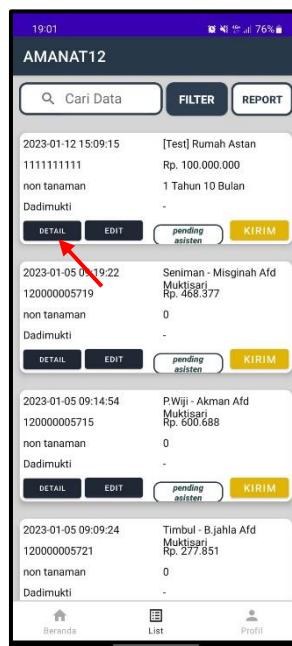 19:01 76%
AMANAT12
Cari Data FILTER REPORT
2023-01-12 15:09:15 [Test] Rumah Astan
1111111111 Rp. 100.000.000
non tanaman 1 Tahun 10 Bulan
Dadimukti -
DETAIL EDIT pending asisten KIRIM
2023-01-05 09:19:22 Seniman - Misginah Afd Muktisari
120000005719 Rp. 468.377
non tanaman 0
Dadimukti -
DETAIL EDIT pending asisten KIRIM
2023-01-05 09:14:54 P.Wiji - Akman Afd Muktisari
120000005715 Rp. 600.688
non tanaman 0
Dadimukti -
DETAIL EDIT pending asisten KIRIM
2023-01-05 09:09:24 Timbul - B.jahla Afd Muktisari
120000005721 Rp. 277.851
non tanaman 0
Dadimukti -
Beranda List Profil